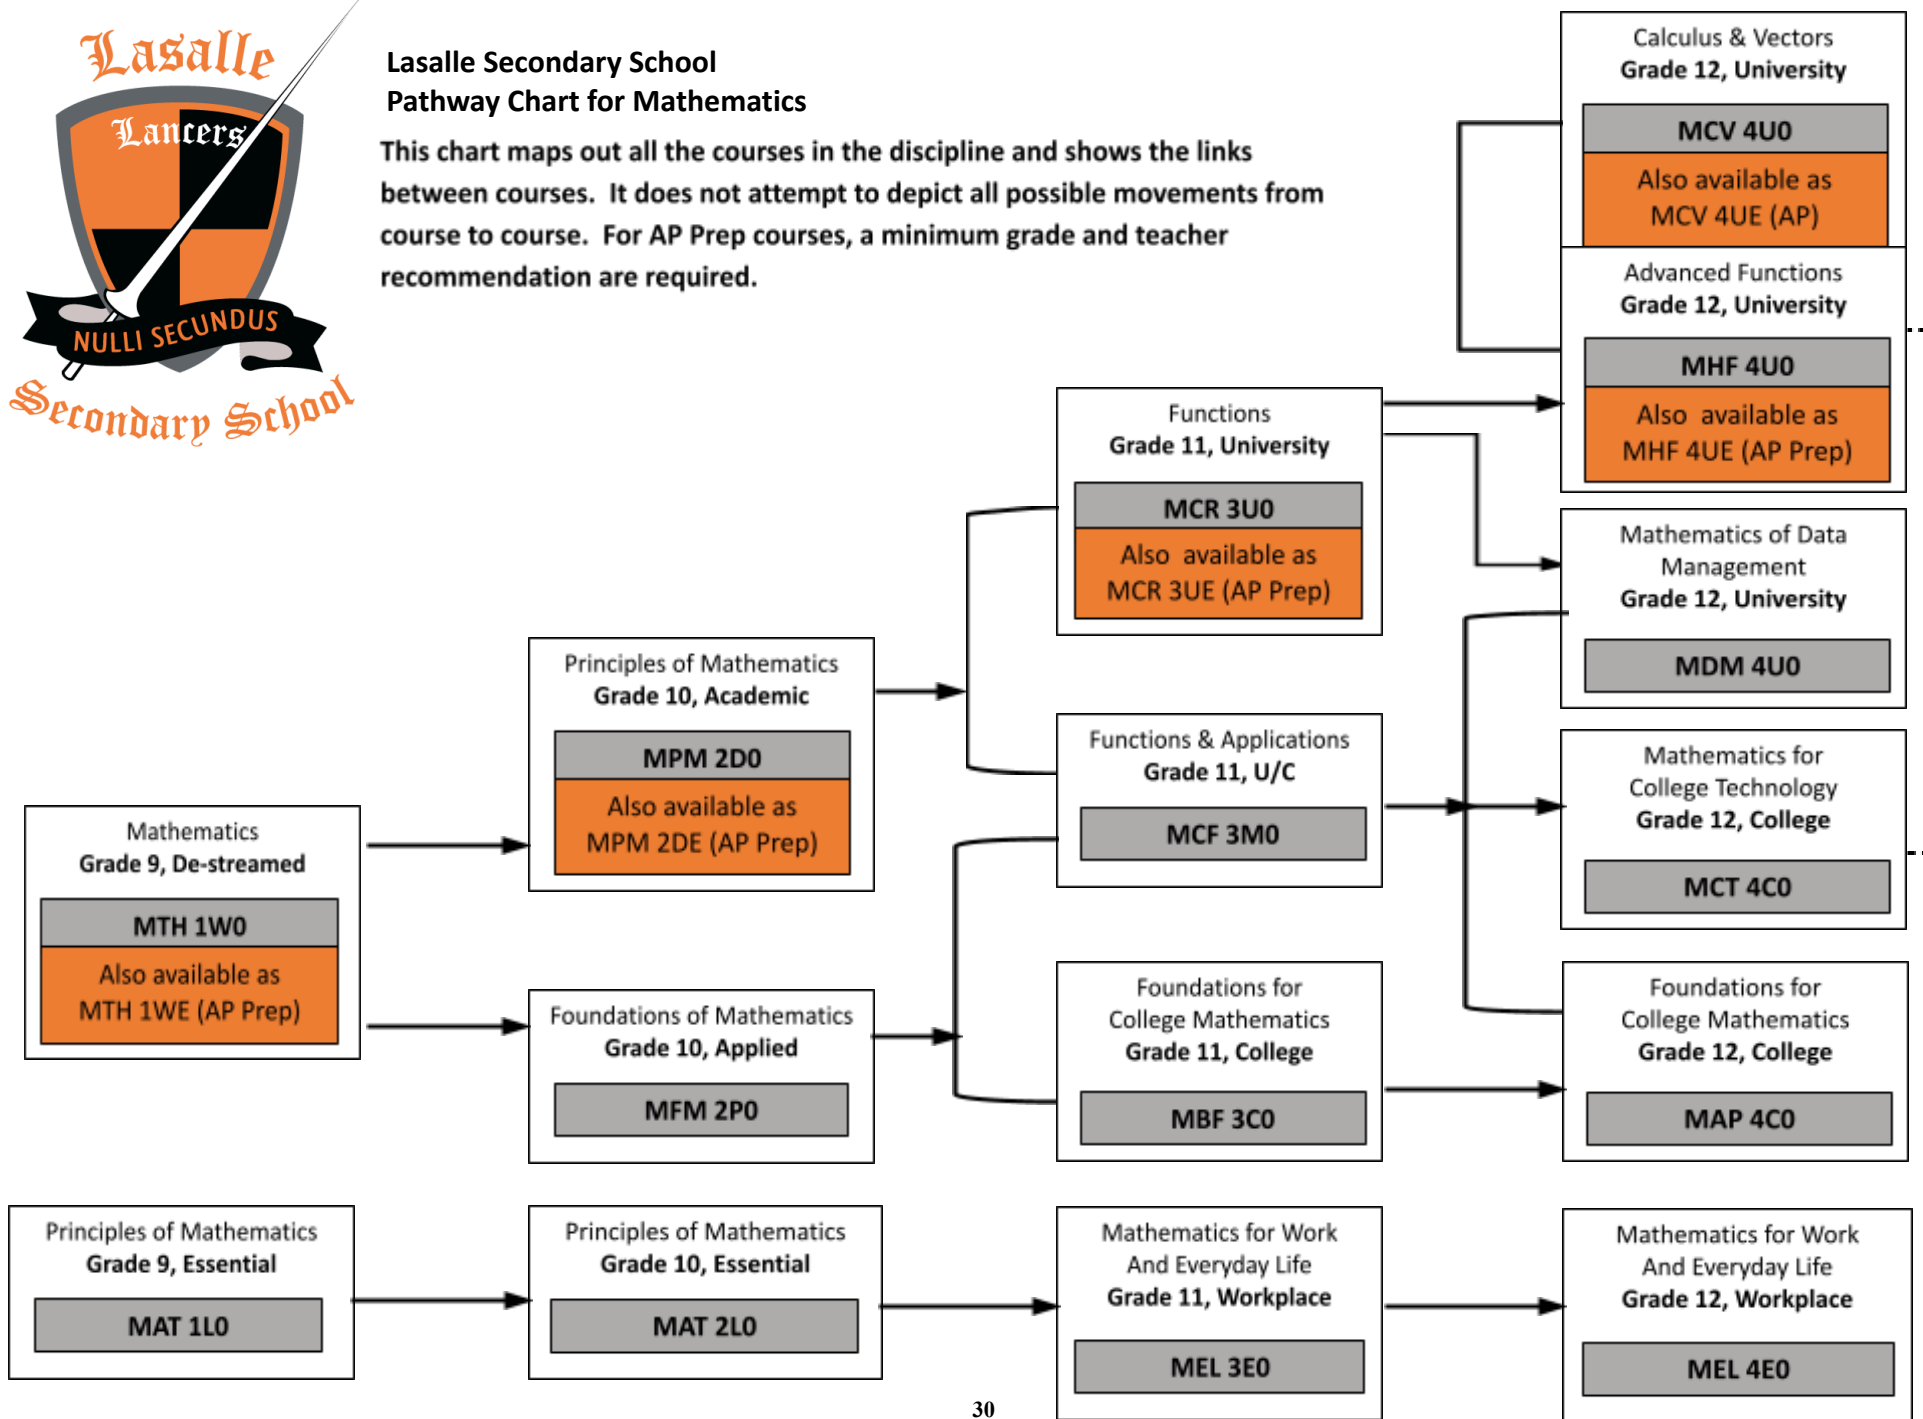 Lasalle
Lancers
NULLI SECUNDUS
Secondary School
Lasalle Secondary School
Pathway Chart for Mathematics
This chart maps out all the courses in the discipline and shows the links
between courses.  It does not attempt to depict all possible movements from
course to course.  For AP Prep courses, a minimum grade and teacher
recommendation are required.
Mathematics
Grade 9, De-streamed
MTH 1W0
Also available as
MTH 1WE (AP Prep)
Principles of Mathematics
Grade 9, Essential
MAT 1L0
Principles of Mathematics
Grade 10, Academic
MPM 2D0
Also available as
MPM 2DE (AP Prep)
Foundations of Mathematics
Grade 10, Applied
MFM 2P0
Principles of Mathematics
Grade 10, Essential
MAT 2L0
Functions
Grade 11, University
MCR 3U0
Also  available as
MCR 3UE (AP Prep)
Functions & Applications
Grade 11, U/C
MCF 3M0
Foundations for
College Mathematics
Grade 11, College
MBF 3C0
Mathematics for Work
And Everyday Life
Grade 11, Workplace
MEL 3E0
Calculus & Vectors
Grade 12, University
MCV 4U0
Also available as
MCV 4UE (AP)
Advanced Functions
Grade 12, University
MHF 4U0
Also  available as
MHF 4UE (AP Prep)
Mathematics of Data
Management
Grade 12, University
MDM 4U0
Mathematics for
College Technology
Grade 12, College
MCT 4C0
Foundations for
College Mathematics
Grade 12, College
MAP 4C0
Mathematics for Work
And Everyday Life
Grade 12, Workplace
MEL 4E0
30